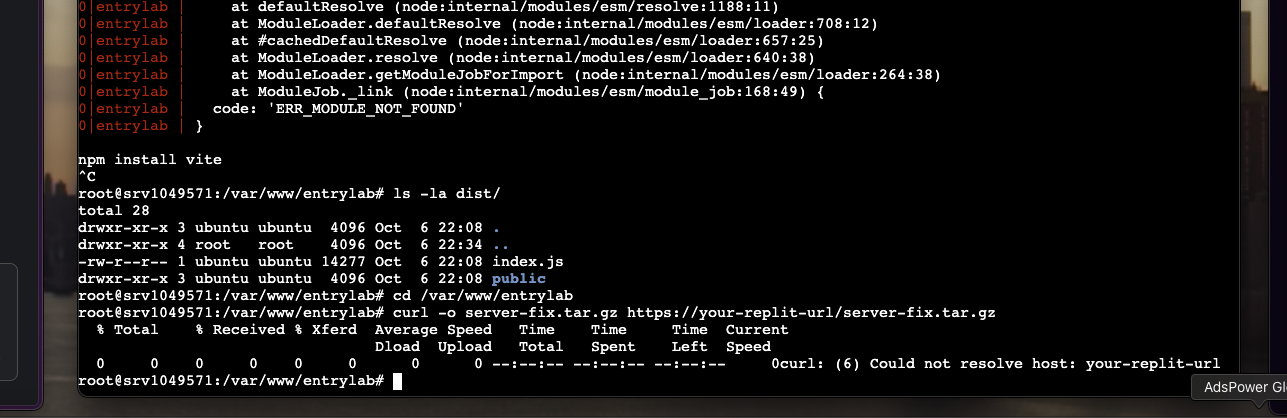 0|entrylab |     at defaultResolve (node:internal/modules/esm/resolve:1188:11)
0|entrylab |     at ModuleLoader.defaultResolve (node:internal/modules/esm/loader:708:12)
0|entrylab |     at #cachedDefaultResolve (node:internal/modules/esm/loader:657:25)
0|entrylab |     at ModuleLoader.resolve (node:internal/modules/esm/loader:640:38)
0|entrylab |     at ModuleLoader.getModuleJobForImport (node:internal/modules/esm/loader:264:38)
0|entrylab |     at ModuleJob._link (node:internal/modules/esm/module_job:168:49) {
0|entrylab |   code: 'ERR_MODULE_NOT_FOUND'
0|entrylab | }
npm install vite
^C
root@srv1049571:/var/www/entrylab# ls -la dist/
total 28
drwxr-xr-x 3 ubuntu ubuntu  4096 Oct  6 22:08 .
drwxr-xr-x 4 root   root    4096 Oct  6 22:34 ..
-rw-r--r-- 1 ubuntu ubuntu 14277 Oct  6 22:08 index.js
drwxr-xr-x 3 ubuntu ubuntu  4096 Oct  6 22:08 public
root@srv1049571:/var/www/entrylab# cd /var/www/entrylab
root@srv1049571:/var/www/entrylab# curl -o server-fix.tar.gz https://your-replit-url/server-fix.tar.gz
  % Total    % Received % Xferd  Average Speed   Time    Time     Time  Current
                                 Dload  Upload   Total   Spent    Left  Speed
  0     0    0     0    0     0      0      0 --:--:-- --:--:-- --:--:--     0curl: (6) Could not resolve host: your-replit-url
root@srv1049571:/var/www/entrylab#
AdsPower Gl